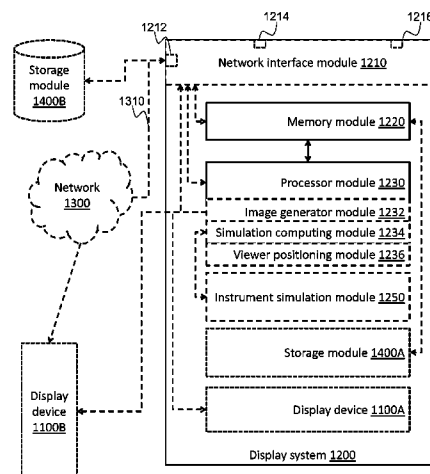 1212
1214
1216
Storage module
1400B
Network interface module 1210
1310
Memory module 1220
Network
1300
Processor module 1230
Image generator module 1232
Simulation computing module 1234
Viewer positioning module 1236
Instrument simulation module 1250
Storage module 1400A
Display device
1100B
Display device 1100A
Display system 1200